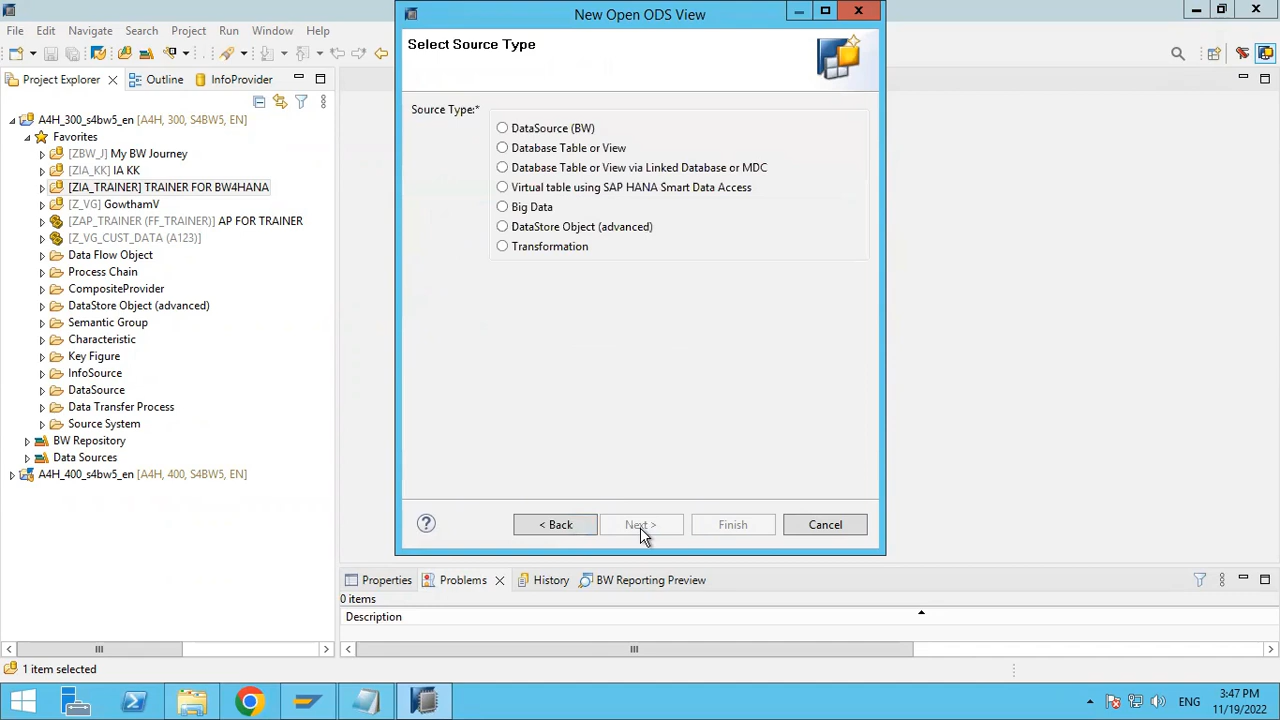 New Open ODS View
File Edit Navigate Search Project Run Window Help
Project Explorer Outline InfoProvider
A4H_300_s4bw5_en [A4H, 300, S4BW5, EN]
Favorites
[ZBW_J] My BW Journey
[ZIA_KK] IA KK
[ZIA_TRAINER] TRAINER FOR BW4HANA
[Z_VG] GowthamV
[ZAP_TRAINER (FF_TRAINER)] AP FOR TRAINER
[Z_VG_CUST_DATA (A123)]
Data Flow Object
Process Chain
CompositeProvider
DataStore Object (advanced)
Semantic Group
Characteristic
Key Figure
InfoSource
DataSource
Data Transfer Process
Source System
BW Repository
Data Sources
A4H_400_s4bw5_en [A4H, 400, S4BW5, EN]
Select Source Type
Source Type:*
DataSource (BW)
Database Table or View
Database Table or View via Linked Database or MDC
Virtual table using SAP HANA Smart Data Access
Big Data
DataStore Object (advanced)
Transformation
? < Back Next > Finish Cancel
Properties Problems History BW Reporting Preview
0 items
Description
1 item selected
ENG
3:47 PM
11/19/2022